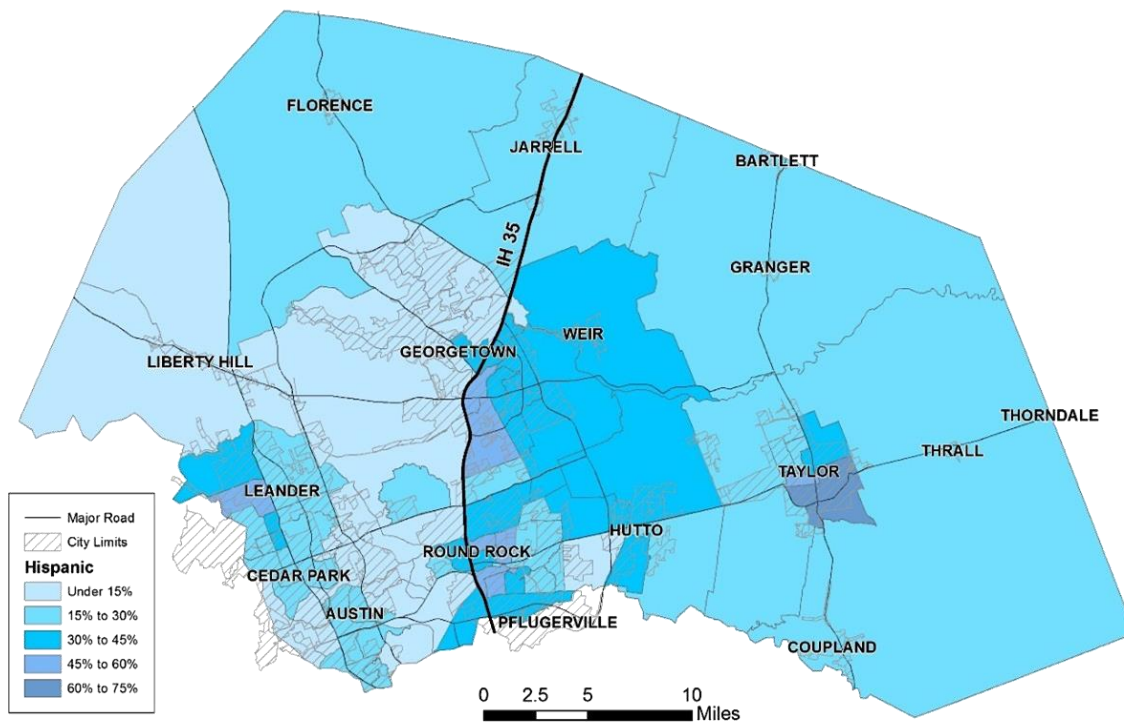 FLORENCE
JARRELL
BARTLETT
IH 35
GRANGER
WEIR
GEORGETOWN
LIBERTY HILL
THORNDALE
THRALL
TAYLOR
LEANDER
HUTTO
ROUND ROCK
CEDAR PARK
AUSTIN
PFLUGERVILLE
COUPLAND
Major Road
City Limits
Hispanic
Under 15%
15% to 30%
30% to 45%
45% to 60%
60% to 75%
0 2.5 5 10
Miles